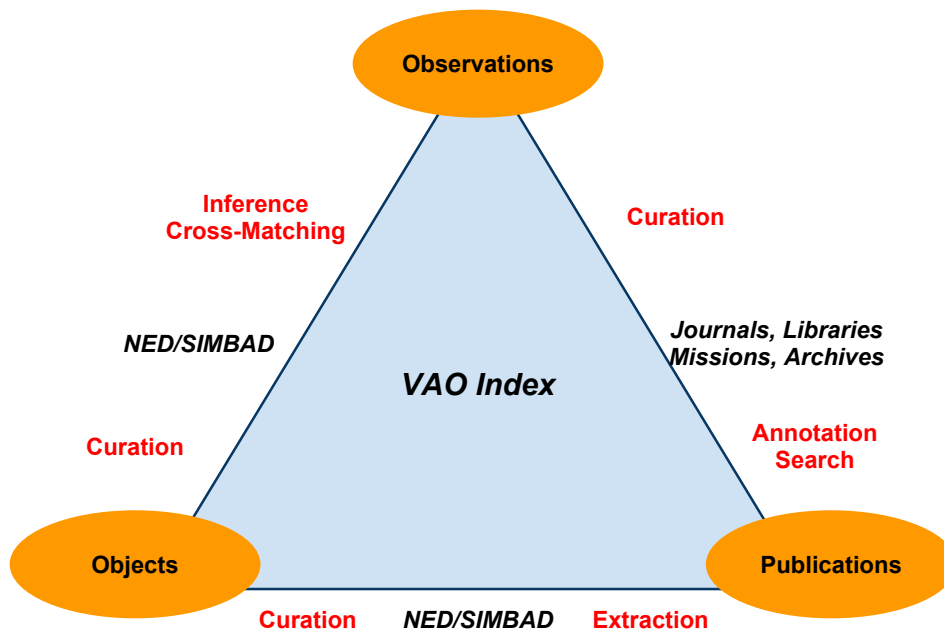 Observations
Inference
Cross-Matching
Curation
NED/SIMBAD
Journals, Libraries
Missions, Archives
VAO Index
Curation
Annotation
Search
Objects
Publications
Curation NED/SIMBAD Extraction